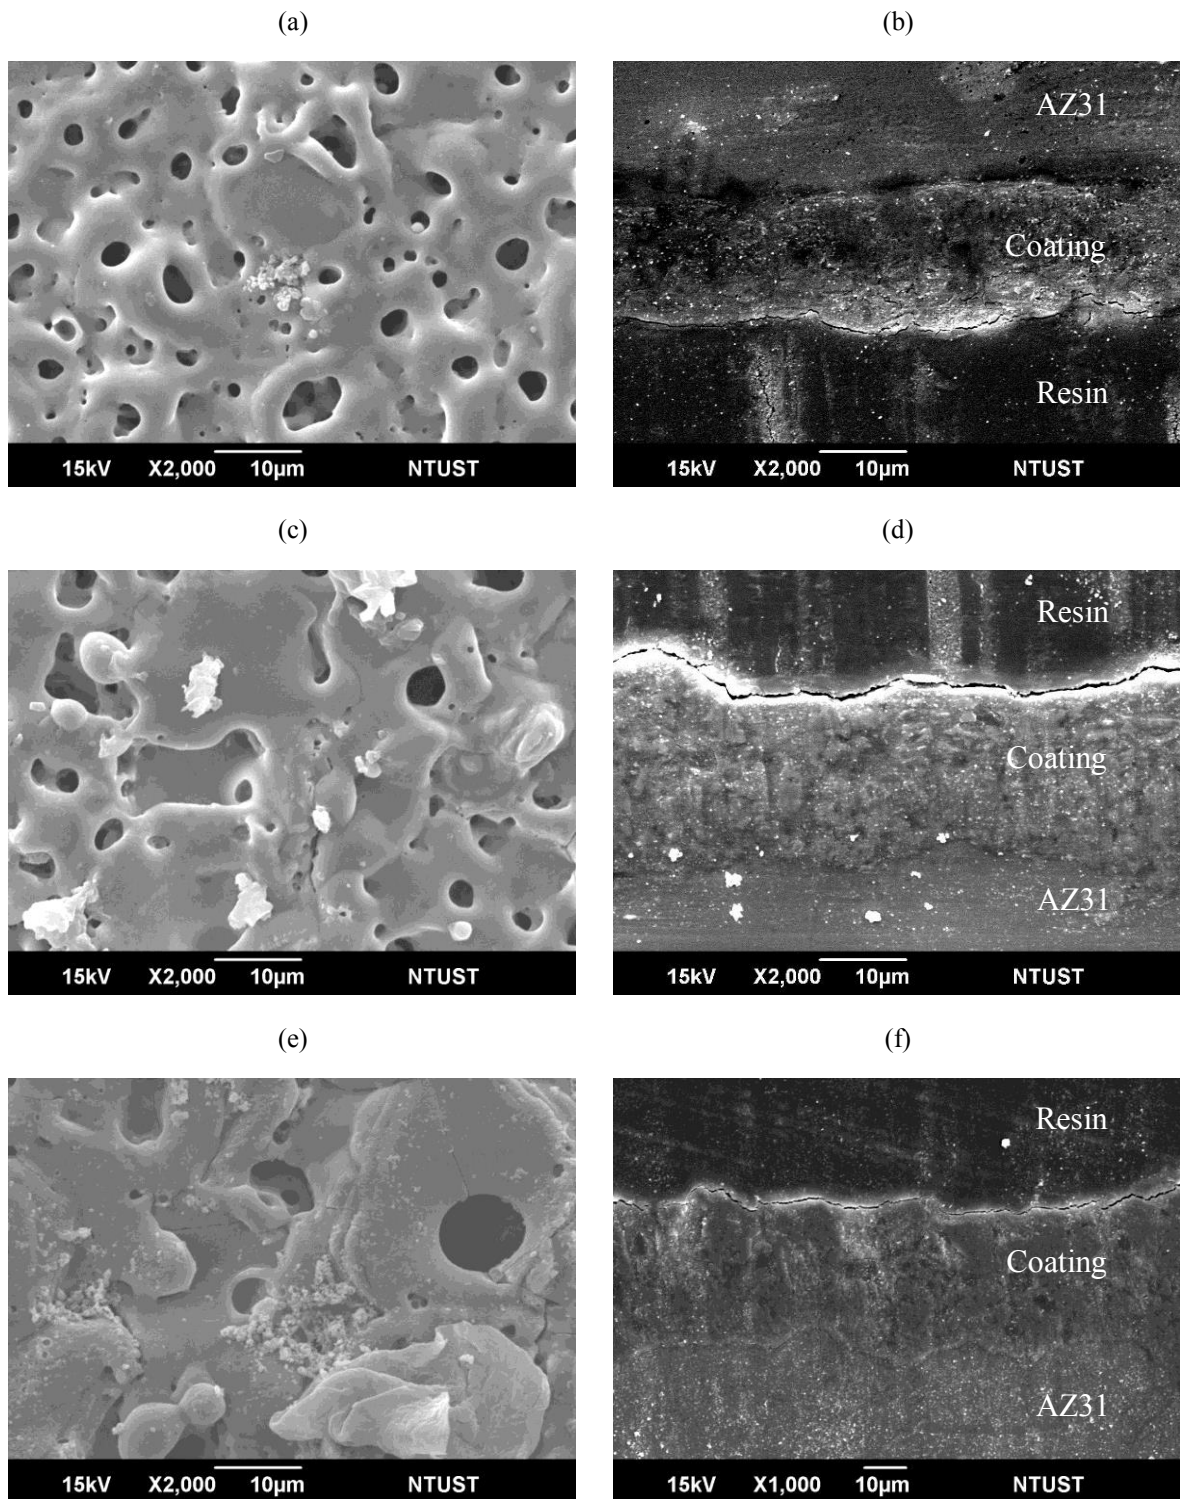 (a)
(b)
AZ31
Coating
Resin
15kV X2,000 10µm NTUST
15kV X2,000 10µm NTUST
(c)
(d)
Resin
Coating
AZ31
15kV X2,000 10µm NTUST
15kV X2,000 10µm NTUST
(e)
(f)
Resin
Coating
AZ31
15kV X2,000 10µm NTUST
15kV X1,000 10µm NTUST